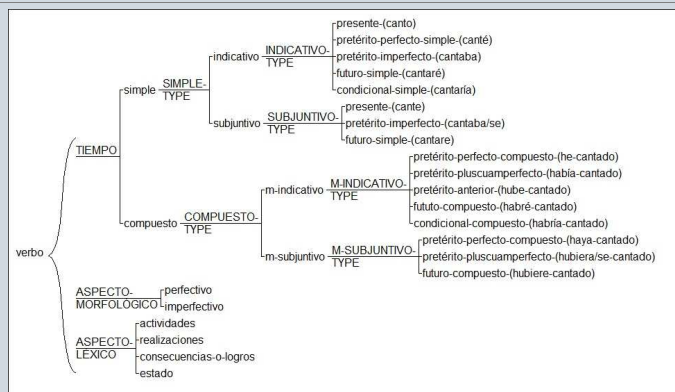 presente-(canto)
pretérito-perfecto-simple-(canté)
indicativo INDICATIVO-TYPE pretérito-imperfecto-(cantaba)
futuro-simple-(cantaré)
simple SIMPLE-TYPE condicional-simple-(cantaría)
presente-(cante)
subjuntivo SUBJUNTIVO-TYPE pretérito-imperfecto-(cantaba/se)
futuro-simple-(cantare)
TIEMPO
pretérito-perfecto-compuesto-(he-cantado)
pretérito-pluscuamperfecto-(había-cantado)
m-indicativo M-INDICATIVO-TYPE pretérito-anterior-(hube-cantado)
fututo-compuesto-(habré-cantado)
compuesto COMPUESTO-TYPE condicional-compuesto-(habría-cantado)
pretérito-perfecto-compuesto-(haya-cantado)
m-subjuntivo M-SUBJUNTIVO-TYPE pretérito-pluscuamperfecto-(hubiera/se-cantado)
futuro-compuesto-(hubiere-cantado)
verbo
ASPECTO-MORFOLÓGICO perfectivo
imperfectivo
actividades
ASPECTO-LÉXICO realizaciones
consecuencias-o-logros
estado